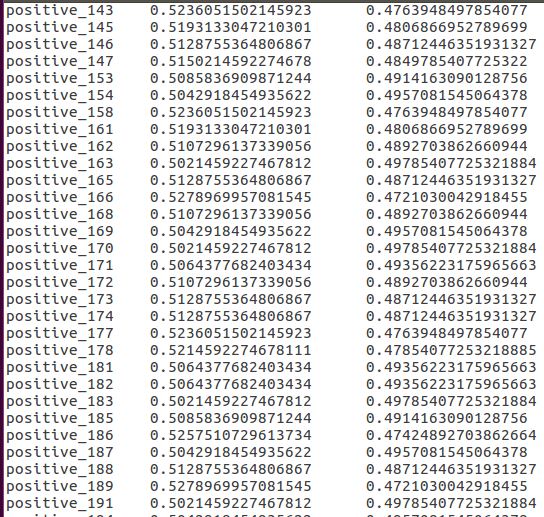 positive_143 0.5236051502145923 0.4763948497854077
positive_145 0.5193133047210301 0.4806866952789699
positive_146 0.5128755364806867 0.48712446351931327
positive_147 0.5150214592274678 0.4849785407725322
positive_153 0.5085836909871244 0.4914163090128756
positive_154 0.5042918454935622 0.4957081545064378
positive_158 0.5236051502145923 0.4763948497854077
positive_161 0.5193133047210301 0.4806866952789699
positive_162 0.5107296137339056 0.4892703862660944
positive_163 0.5021459227467812 0.49785407725321884
positive_165 0.5128755364806867 0.48712446351931327
positive_166 0.5278969957081545 0.4721030042918455
positive_168 0.5107296137339056 0.4892703862660944
positive_169 0.5042918454935622 0.4957081545064378
positive_170 0.5021459227467812 0.49785407725321884
positive_171 0.5064377682403434 0.49356223175965663
positive_172 0.5107296137339056 0.4892703862660944
positive_173 0.5128755364806867 0.48712446351931327
positive_174 0.5128755364806867 0.48712446351931327
positive_177 0.5236051502145923 0.4763948497854077
positive_178 0.5214592274678111 0.47854077253218885
positive_181 0.5064377682403434 0.49356223175965663
positive_182 0.5064377682403434 0.49356223175965663
positive_183 0.5021459227467812 0.49785407725321884
positive_185 0.5085836909871244 0.4914163090128756
positive_186 0.5257510729613734 0.47424892703862664
positive_187 0.5042918454935622 0.4957081545064378
positive_188 0.5128755364806867 0.48712446351931327
positive_189 0.5278969957081545 0.4721030042918455
positive_191 0.5021459227467812 0.49785407725321884